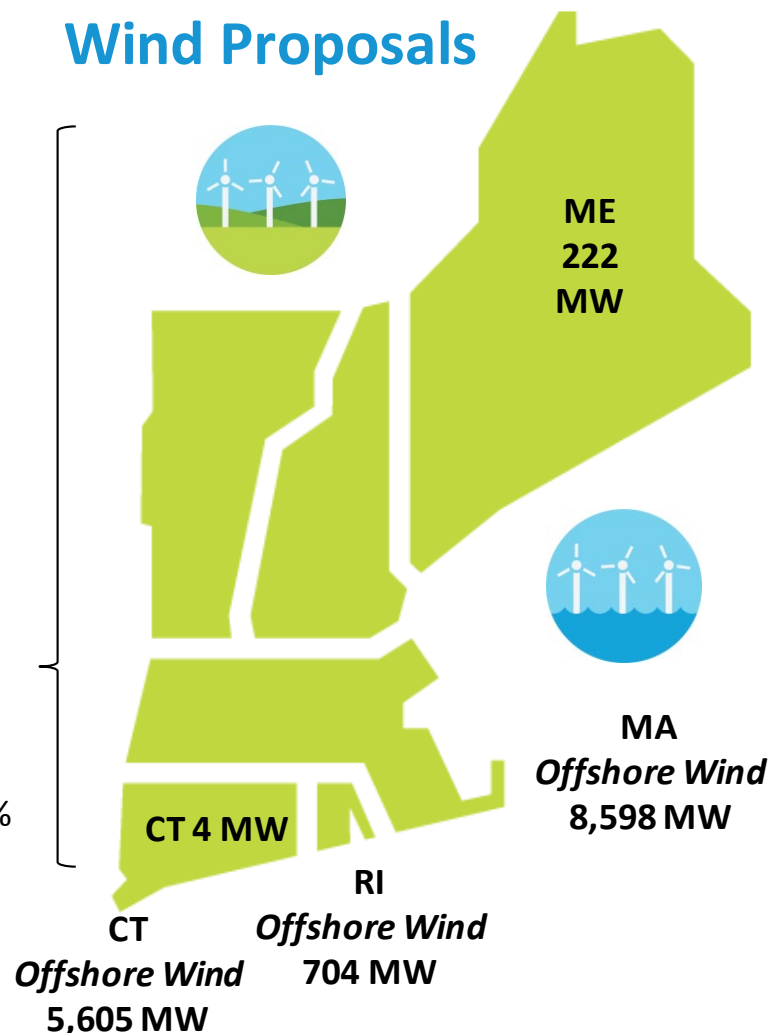 Wind Proposals
ME
222
MW
MA
Offshore Wind
8,598 MW
%
CT 4 MW
RI
Offshore Wind
704 MW
CT
Offshore Wind
5,605 MW